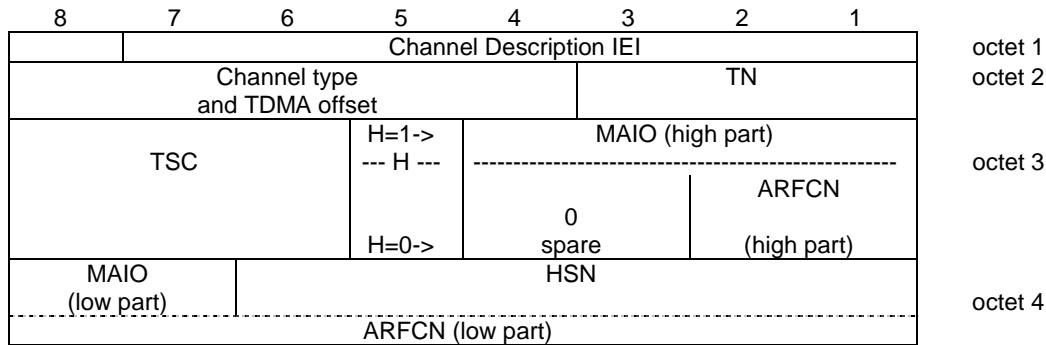 8 7 6 5 4 3 2 1
Channel Description IEI octet 1
Channel type TN octet 2
and TDMA offset
H=1-> MAIO (high part)
TSC --- H --- -------------------------------------------------- octet 3
ARFCN
0
H=0-> spare (high part)
MAIO HSN
(low part) octet 4
ARFCN (low part)